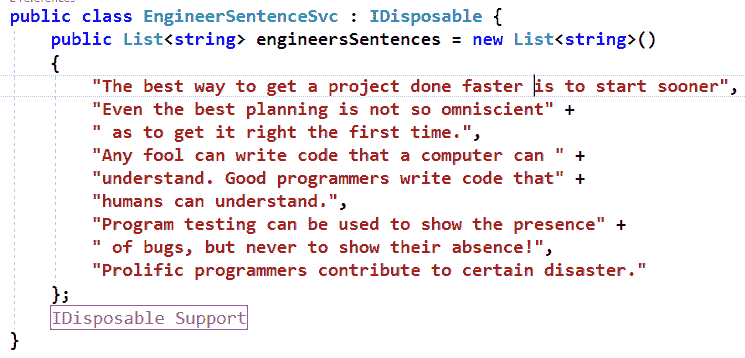 public class EngineerSentenceSvc : IDisposable {
public List<string> engineersSentences = new List<string>()
{
"The best way to get a project done faster is to start sooner",
"Even the best planning is not so omniscient" +
" as to get it right the first time.",
"Any fool can write code that a computer can " +
"understand. Good programmers write code that" +
"humans can understand.",
"Program testing can be used to show the presence" +
" of bugs, but never to show their absence!",
"Prolific programmers contribute to certain disaster."
};
IDisposable Support
}